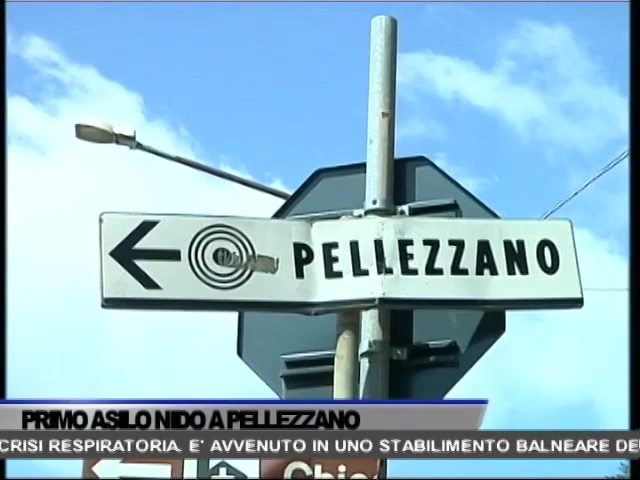 PELLEZZANO
PRIMO ASILO NIDO A PELLEZZANO
CRISI RESPIRATORIA. E' AVVENUTO IN UNO STABILIMENTO BALNEARE DE